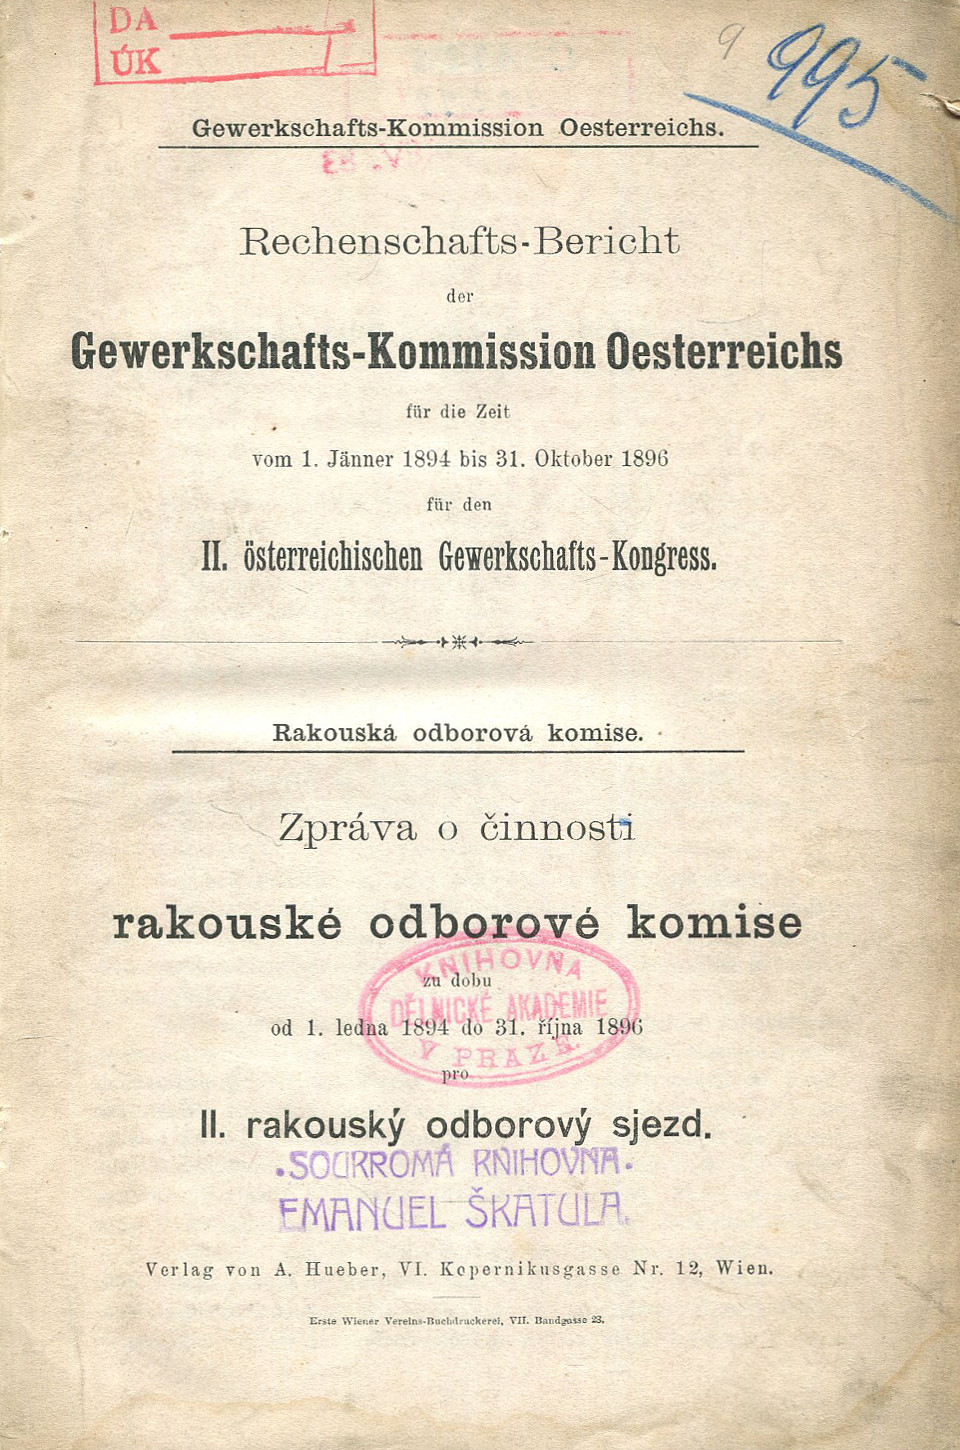 DA
ÚK
9
995
Gewerkschafts-Kommission Oesterreichs.
Rechenschafts-Bericht
der
Gewerkschafts-Kommission Oesterreichs
für die Zeit
vom 1. Jänner 1894 bis 31. Oktober 1896
für den
II. österreichischen Gewerkschafts-Kongress.
Rakouská odborová komise.
Zpráva o činnosti
rakouské odborové komise
KNIHOVNA
zu dobu
DĚLNICKÉ AKADEMIE
od 1. ledna 1894 do 31. října 1896
V PRAZE.
pro
II. rakouský odborový sjezd.
SOUKROMÁ KNIHOVNA
EMANUEL ŠKATULA.
Verlag von A. Hueber, VI. Kopernikusgasse Nr. 12, Wien.
Erste Wiener Vereins-Buchdruckerei, VII. Bandgasse 23.